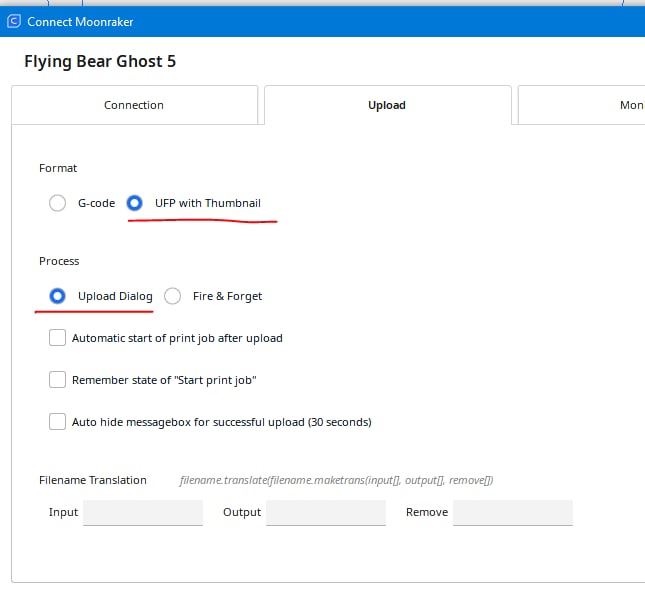 Connect Moonraker
Flying Bear Ghost 5
Connection Upload Moni
Format
G-code UFP with Thumbnail
Process
Upload Dialog Fire & Forget
Automatic start of print job after upload
Remember state of "Start print job"
Auto hide messagebox for successful upload (30 seconds)
Filename Translation filename.translate(filename.maketrans(input[], output[], remove[])
Input Output Remove